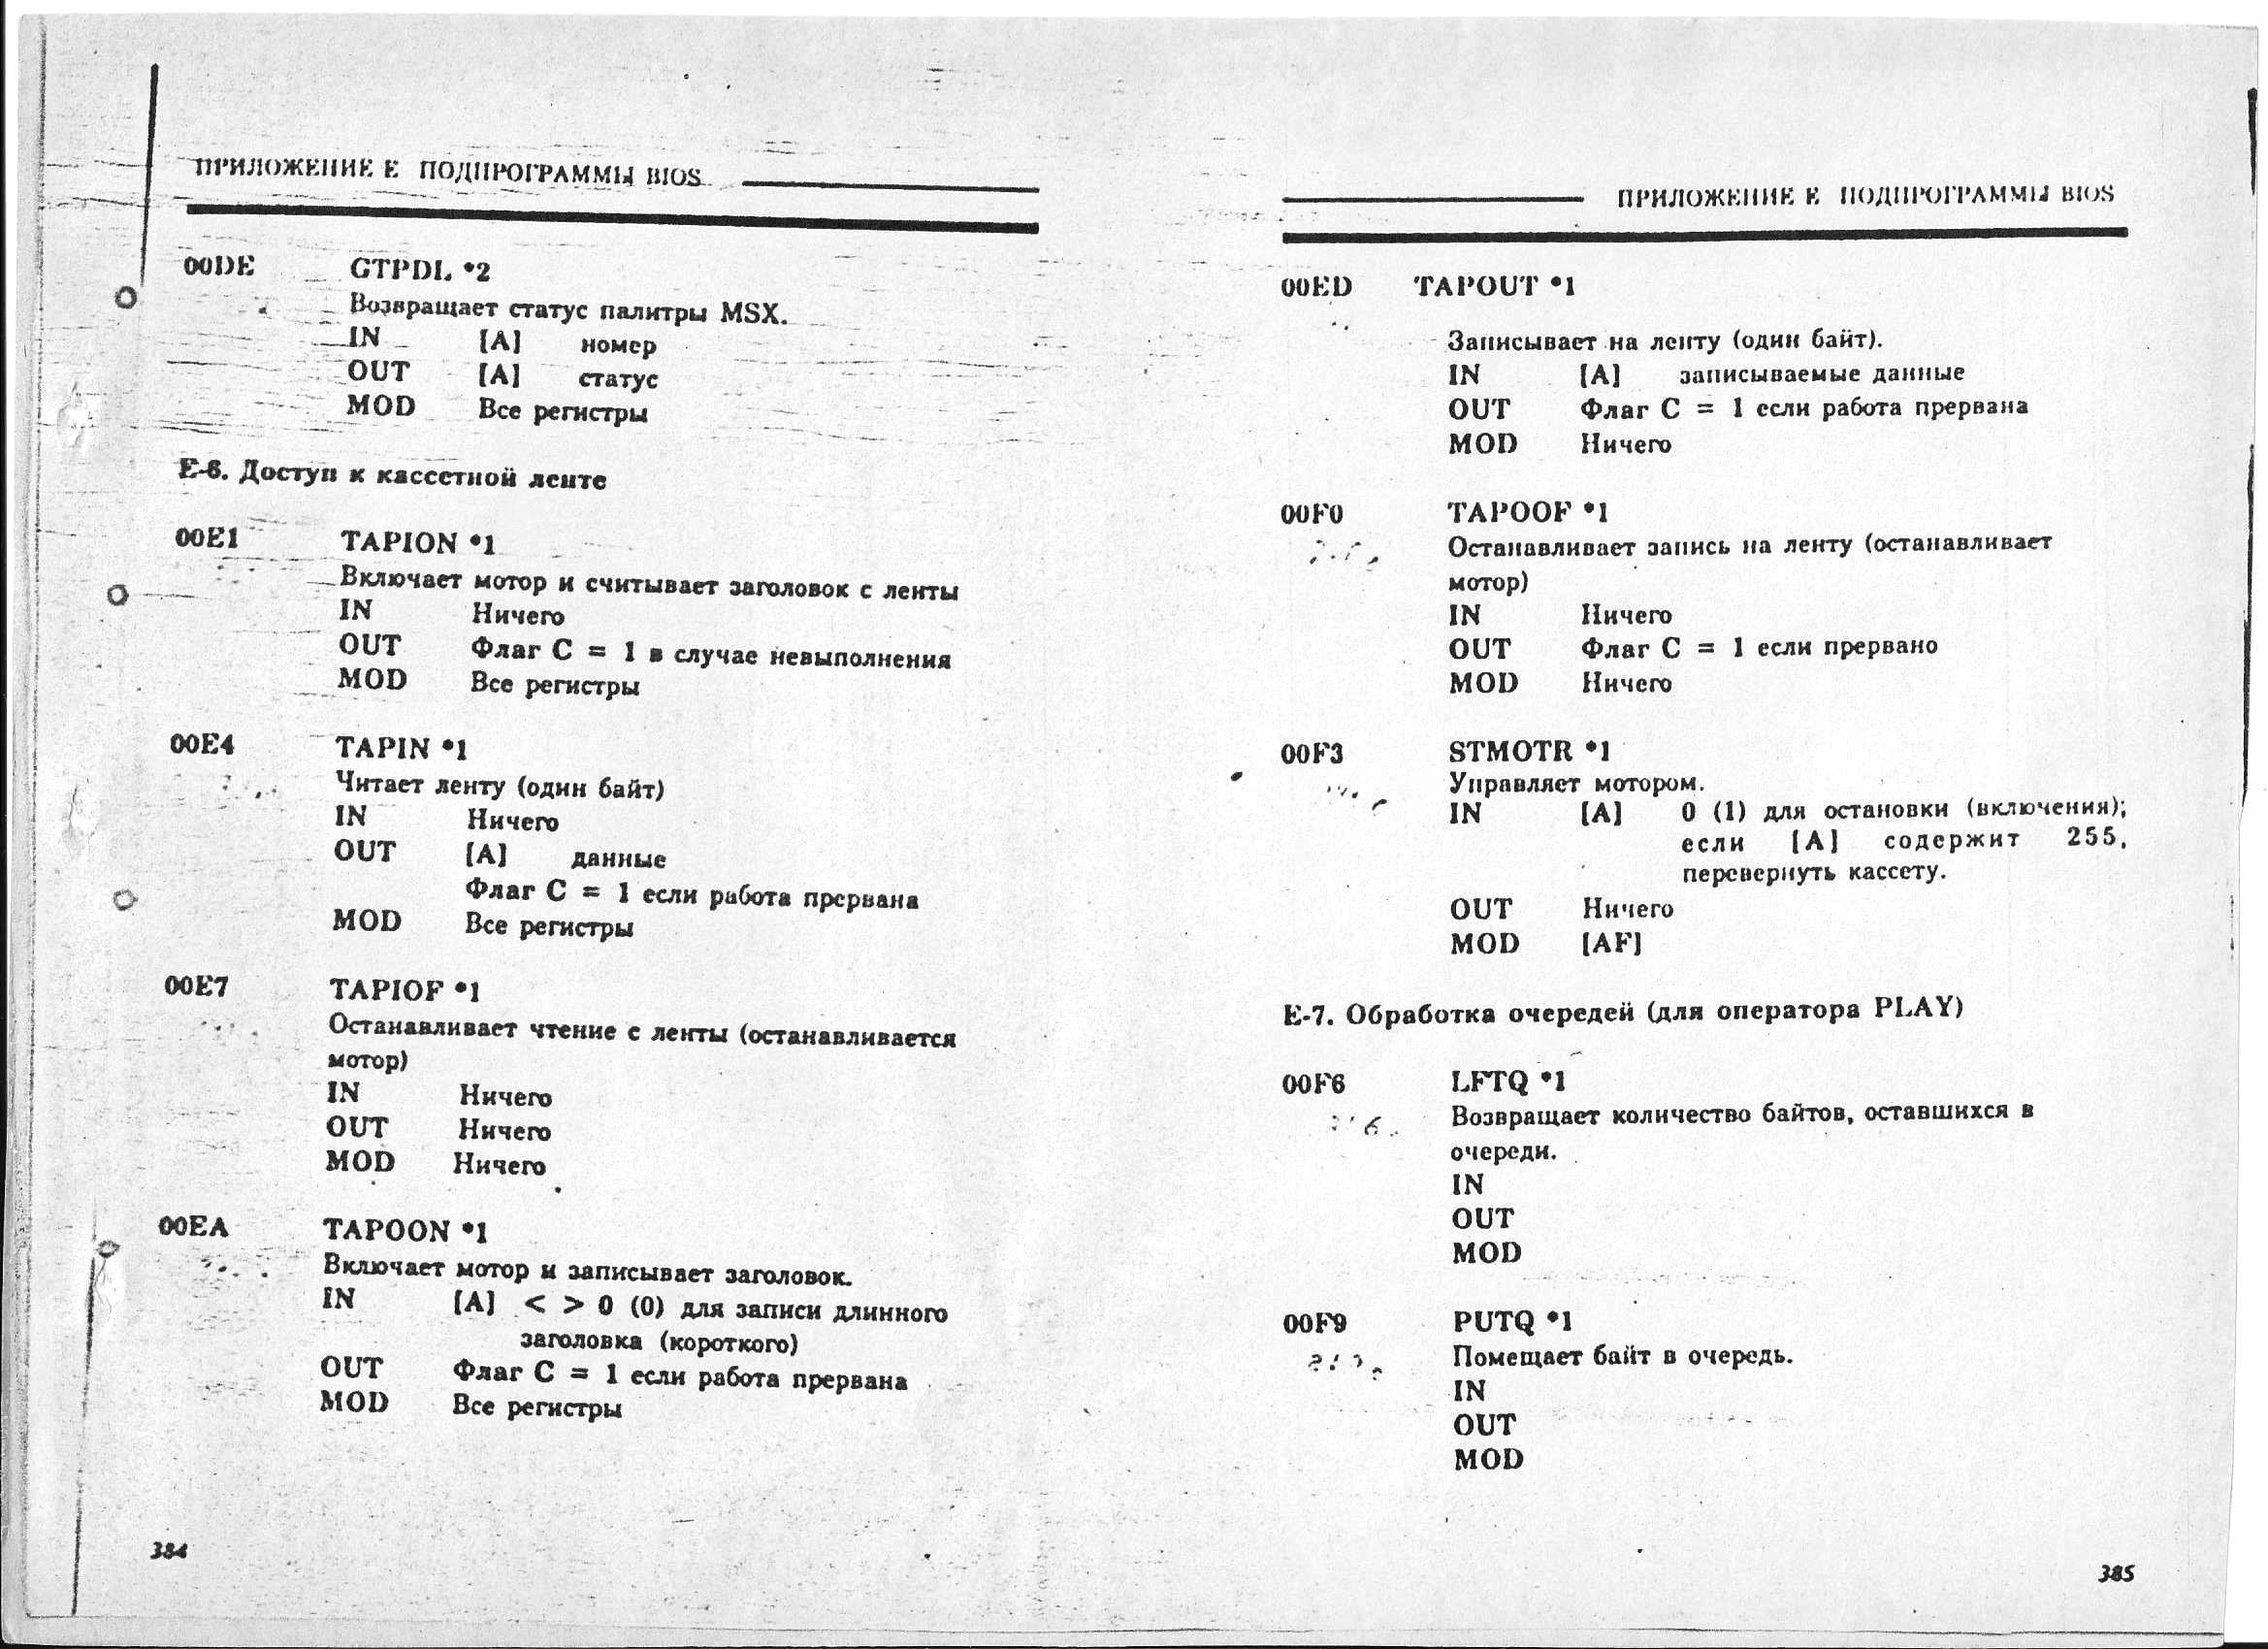 ПРИЛОЖЕНИЕ Е ПОДПРОГРАММЫ BIOS
00DE GTPDL *2
Возвращает статус палитры MSX.
IN [A] номер
OUT [A] статус
MOD Все регистры
Е-6. Доступ к кассетной ленте
00E1 TAPION *1
Включает мотор и считывает заголовок с ленты
IN Ничего
OUT Флаг C = 1 в случае невыполнения
MOD Все регистры
00E4 TAPIN *1
Читает ленту (один байт)
IN Ничего
OUT [A] данные
Флаг C = 1 если работа прервана
MOD Все регистры
00E7 TAPIOF *1
Останавливает чтение с ленты (останавливается
мотор)
IN Ничего
OUT Ничего
MOD Ничего
00EA TAPOON *1
Включает мотор и записывает заголовок.
IN [A] < > 0 (0) для записи длинного
заголовка (короткого)
OUT Флаг C = 1 если работа прервана
MOD Все регистры
384
ПРИЛОЖЕНИЕ Е ПОДПРОГРАММЫ BIOS
00ED TAPOUT *1
Записывает на ленту (один байт).
IN [A] записываемые данные
OUT Флаг C = 1 если работа прервана
MOD Ничего
00F0 TAPOOF *1
Останавливает запись на ленту (останавливает
мотор)
IN Ничего
OUT Флаг C = 1 если прервано
MOD Ничего
00F3 STMOTR *1
Управляет мотором.
IN [A] 0 (1) для остановки (включения);
если [A] содержит 255,
перевернуть кассету.
OUT Ничего
MOD [AF]
Е-7. Обработка очередей (для оператора PLAY)
00F6 LFTQ *1
Возвращает количество байтов, оставшихся в
очереди.
IN
OUT
MOD
00F9 PUTQ *1
Помещает байт в очередь.
IN
OUT
MOD
385